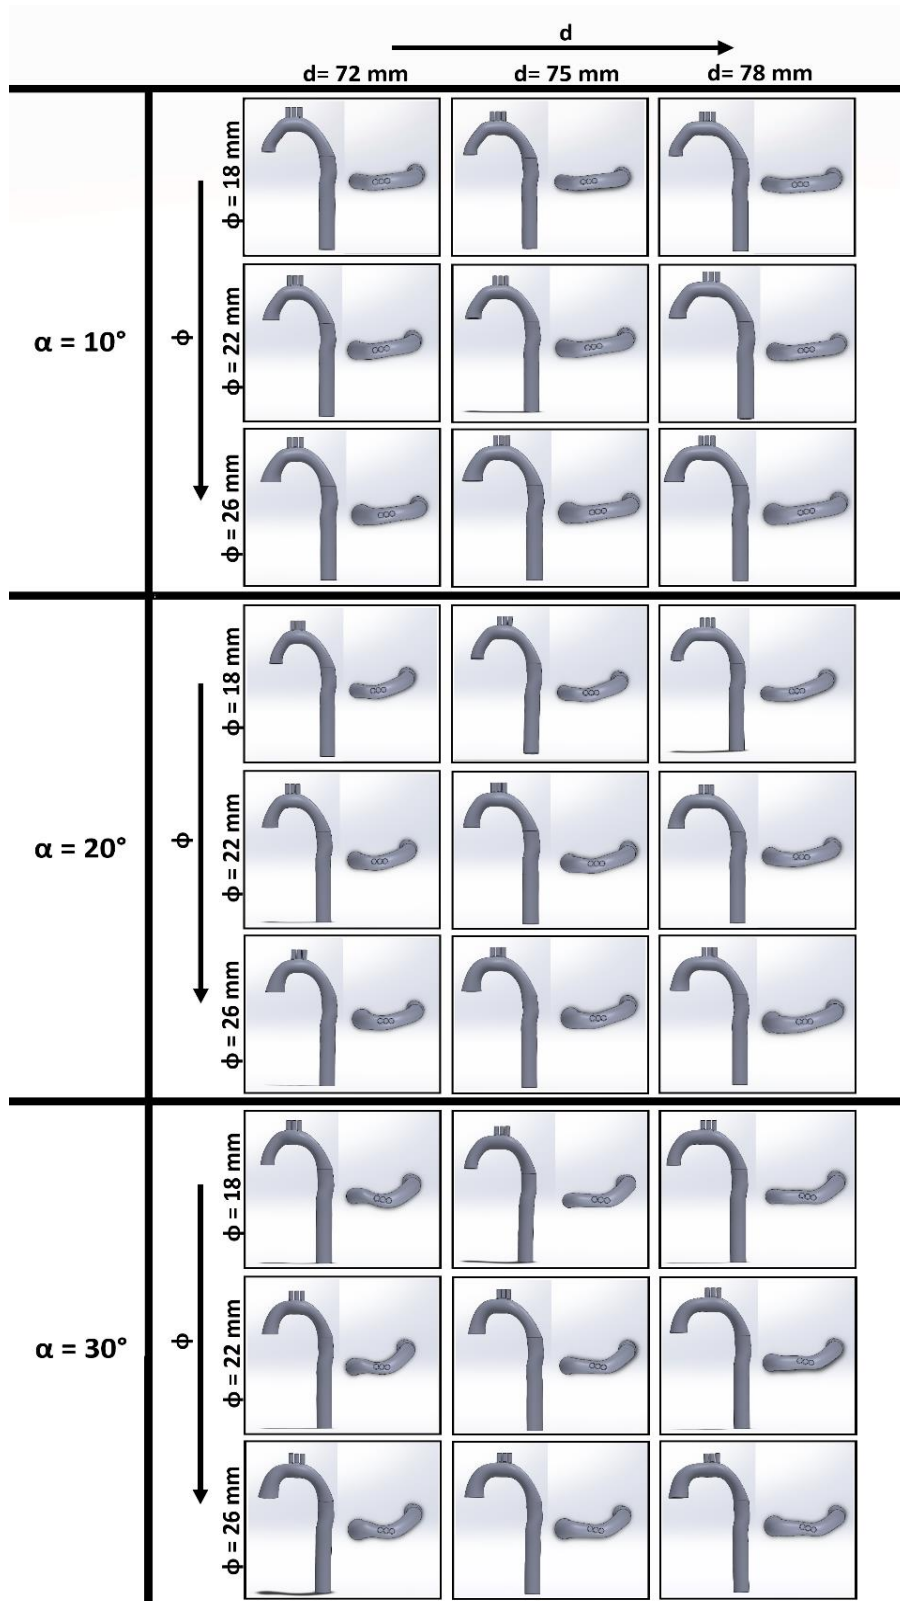 d
d= 72 mm
d= 75 mm
d= 78 mm
α = 10°
ϕ
ϕ = 18 mm
ϕ = 22 mm
ϕ = 26 mm
α = 20°
ϕ
ϕ = 18 mm
ϕ = 22 mm
ϕ = 26 mm
α = 30°
ϕ
ϕ = 18 mm
ϕ = 22 mm
ϕ = 26 mm